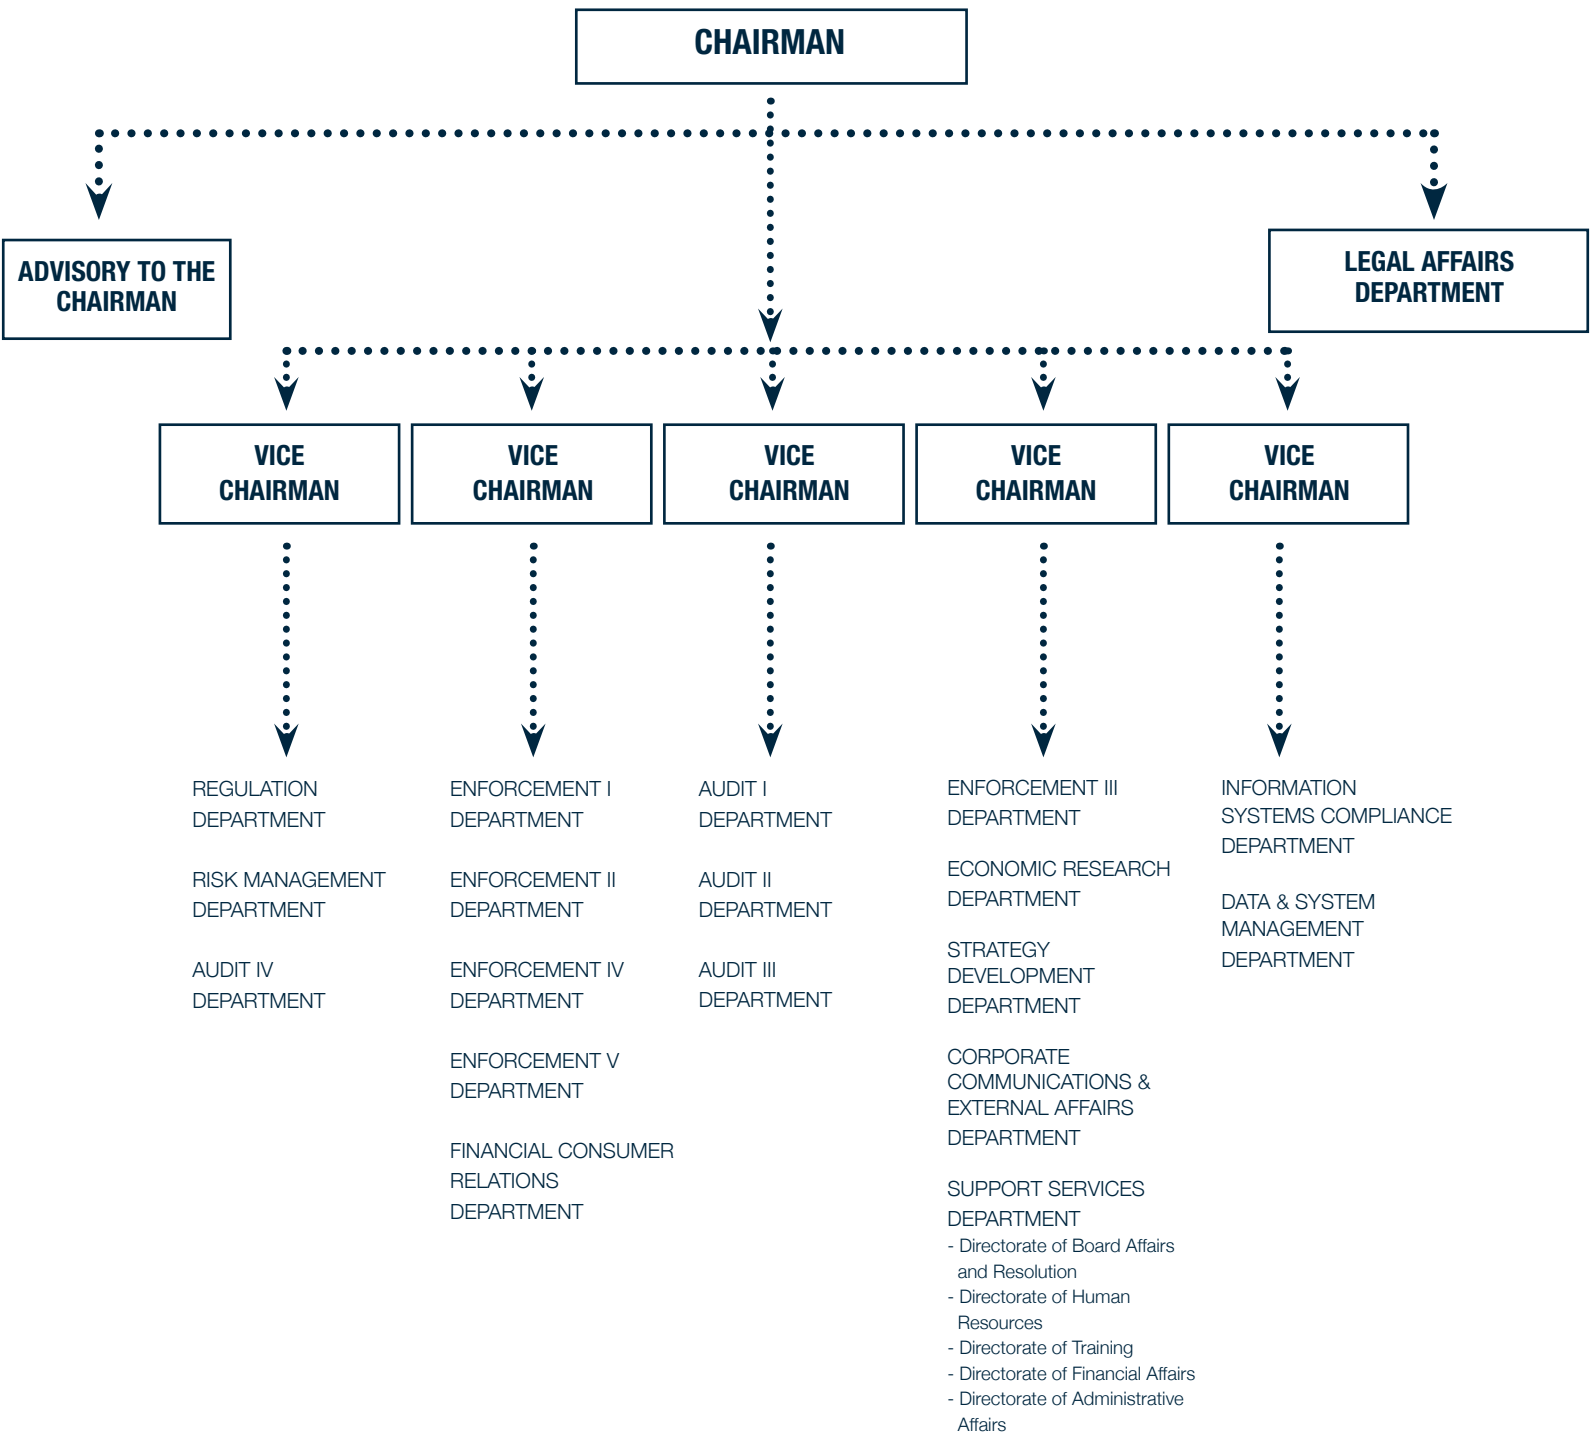 CHAIRMAN
ADVISORY TO THE
CHAIRMAN
LEGAL AFFAIRS
DEPARTMENT
VICE
CHAIRMAN
VICE
CHAIRMAN
VICE
CHAIRMAN
VICE
CHAIRMAN
VICE
CHAIRMAN
REGULATION
DEPARTMENT
RISK MANAGEMENT
DEPARTMENT
AUDIT IV
DEPARTMENT
ENFORCEMENT I
DEPARTMENT
ENFORCEMENT II
DEPARTMENT
ENFORCEMENT IV
DEPARTMENT
ENFORCEMENT V
DEPARTMENT
FINANCIAL CONSUMER
RELATIONS
DEPARTMENT
AUDIT I
DEPARTMENT
AUDIT II
DEPARTMENT
AUDIT III
DEPARTMENT
ENFORCEMENT III
DEPARTMENT
ECONOMIC RESEARCH
DEPARTMENT
STRATEGY
DEVELOPMENT
DEPARTMENT
CORPORATE
COMMUNICATIONS &
EXTERNAL AFFAIRS
DEPARTMENT
SUPPORT SERVICES
DEPARTMENT
- Directorate of Board Affairs
and Resolution
- Directorate of Human
Resources
- Directorate of Training
- Directorate of Financial Affairs
- Directorate of Administrative
Affairs
INFORMATION
SYSTEMS COMPLIANCE
DEPARTMENT
DATA & SYSTEM
MANAGEMENT
DEPARTMENT